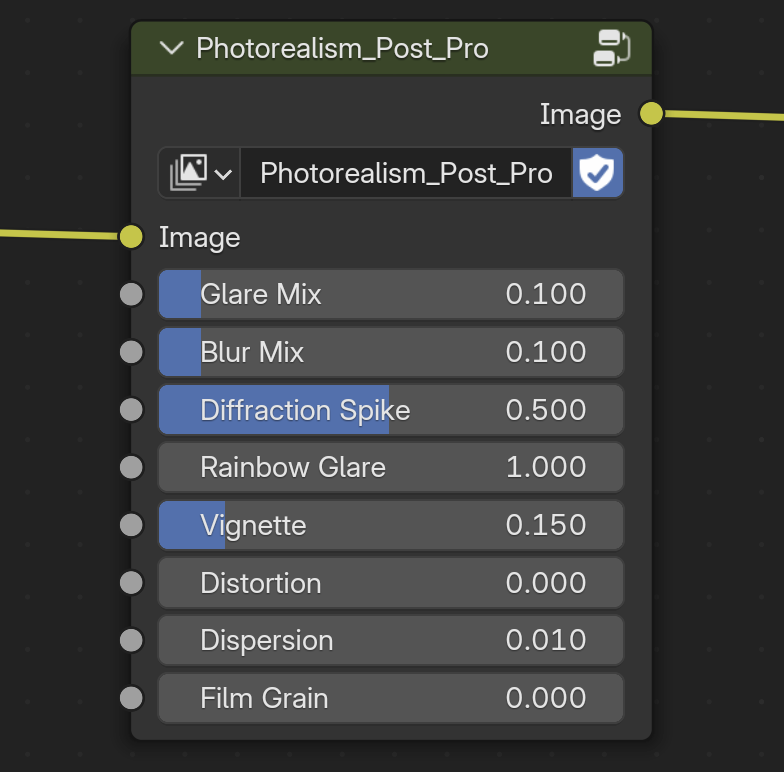 Photorealism_Post_Pro
Image
Photorealism_Post_Pro
Image
Glare Mix 0.100
Blur Mix 0.100
Diffraction Spike 0.500
Rainbow Glare 1.000
Vignette 0.150
Distortion 0.000
Dispersion 0.010
Film Grain 0.000